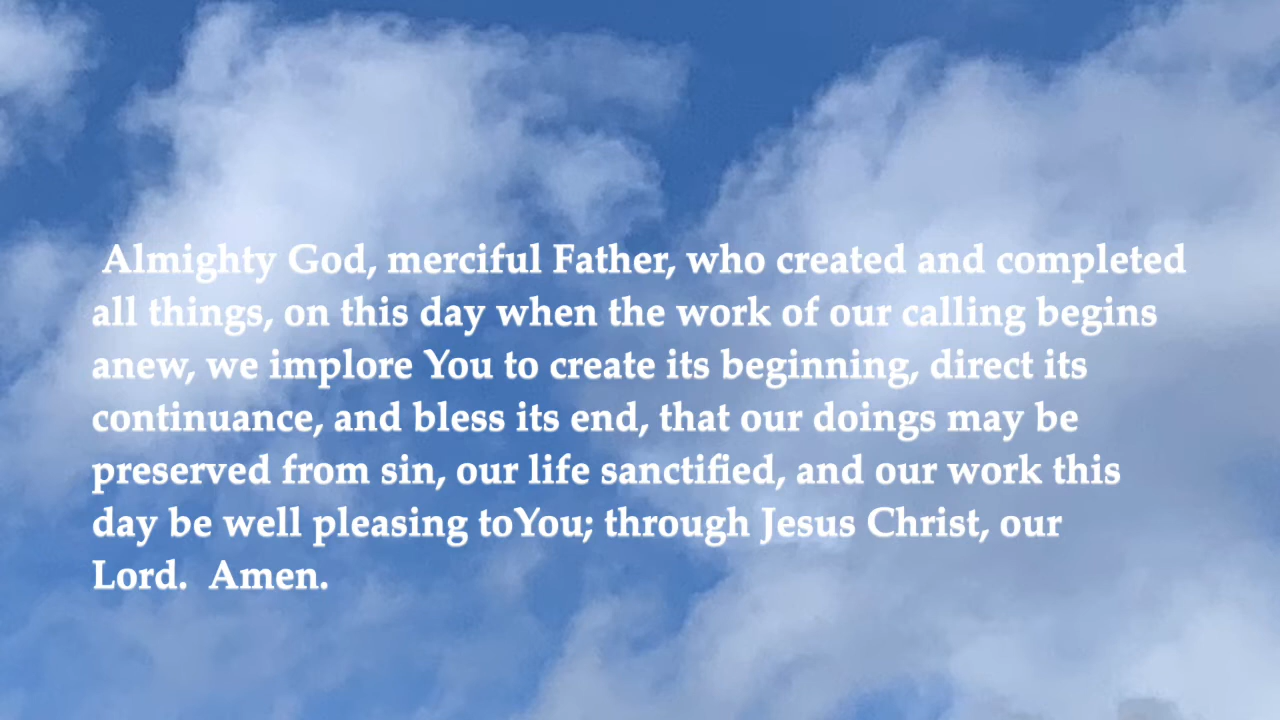 Almighty God, merciful Father, who created and completed
all things, on this day when the work of our calling begins
anew, we implore You to create its beginning, direct its
continuance, and bless its end, that our doings may be
preserved from sin, our life sanctified, and our work this
day be well pleasing toYou; through Jesus Christ, our
Lord.  Amen.